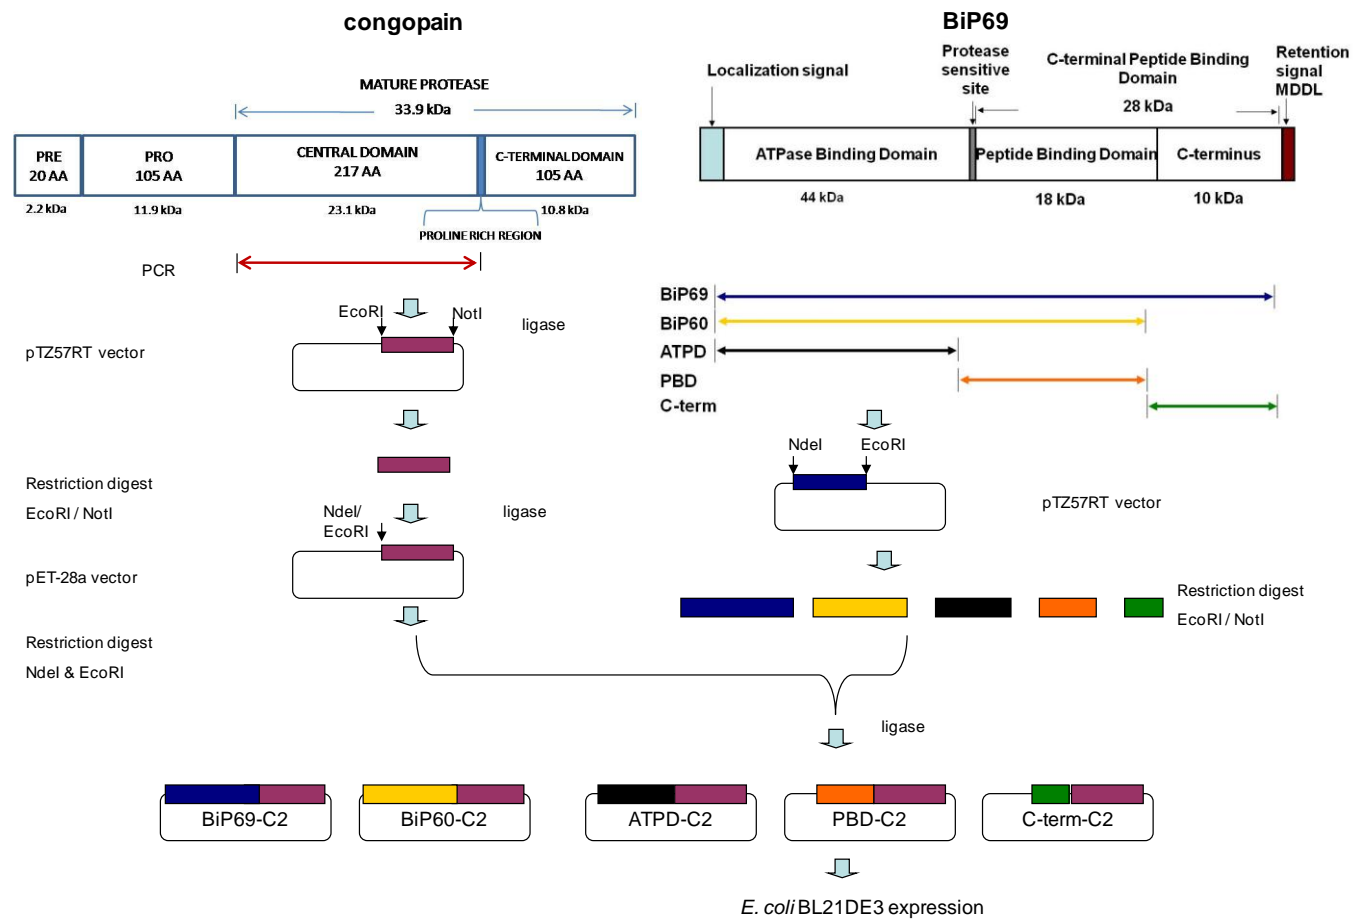 congopain
MATURE PROTEASE
33.9 kDa
PRE
20 AA
PRO
105 AA
CENTRAL DOMAIN
217 AA
C-TERMINAL DOMAIN
105 AA
2.2 kDa
11.9 kDa
23.1 kDa
10.8 kDa
PROLINE RICH REGION
PCR
EcoRI
NotI
ligase
pTZ57RT vector
Restriction digest
EcoRI / NotI
NdeI/
EcoRI
ligase
pET-28a vector
Restriction digest
NdeI & EcoRI
BiP69
Localization signal
Protease
sensitive
site
C-terminal Peptide Binding
Domain
28 kDa
Retention
signal
MDDL
ATPase Binding Domain
Peptide Binding Domain
C-terminus
44 kDa
18 kDa
10 kDa
BiP69
BiP60
ATPD
PBD
C-term
NdeI
EcoRI
pTZ57RT vector
Restriction digest
EcoRI / NotI
ligase
BiP69-C2
BiP60-C2
ATPD-C2
PBD-C2
C-term-C2
E. coli BL21DE3 expression